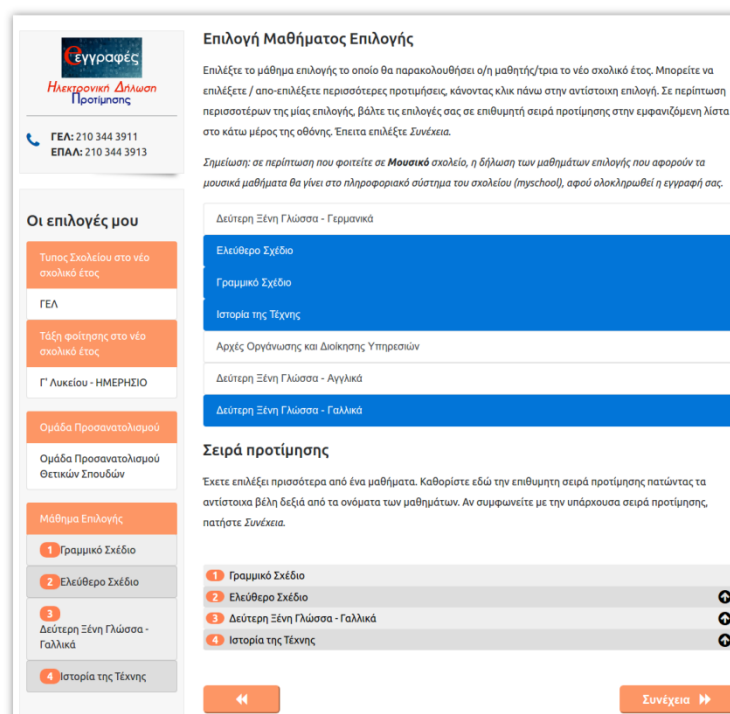 εγγραφές
Ηλεκτρονική Δήλωση
Προτίμησης
ΓΕΛ: 210 344 3911
ΕΠΑΛ: 210 344 3913
Οι επιλογές μου
Τυπος Σχολείου στο νέο
σχολικό έτος
ΓΕΛ
Τάξη φοίτησης στο νέο
σχολικό έτος
Γ' Λυκείου - ΗΜΕΡΗΣΙΟ
Ομάδα Προσανατολισμού
Ομάδα Προσανατολισμού
Θετικών Σπουδών
Μάθημα Επιλογής
1 Γραμμικό Σχέδιο
2 Ελεύθερο Σχέδιο
3
Δεύτερη Ξένη Γλώσσα -
Γαλλικά
4 Ιστορία της Τέχνης
Επιλογή Μαθήματος Επιλογής
Επιλέξτε το μάθημα επιλογής το οποίο θα παρακολουθήσει ο/η μαθητής/τρια το νέο σχολικό έτος. Μπορείτε να
επιλέξετε / απο-επιλέξετε περισσότερες προτιμήσεις, κάνοντας κλικ πάνω στην αντίστοιχη επιλογή. Σε περίπτωση
περισσοτέρων της μίας επιλογής, βάλτε τις επιλογές σας σε επιθυμητή σειρά προτίμησης στην εμφανιζόμενη λίστα
στο κάτω μέρος της οθόνης. Έπειτα επιλέξτε Συνέχεια.
Σημείωση: σε περίπτωση που φοιτείτε σε Μουσικό σχολείο, η δήλωση των μαθημάτων επιλογής που αφορούν τα
μουσικά μαθήματα θα γίνει στο πληροφοριακό σύστημα του σχολείου (myschool), αφού ολοκληρωθεί η εγγραφή σας.
Δεύτερη Ξένη Γλώσσα - Γερμανικά
Ελεύθερο Σχέδιο
Γραμμικό Σχέδιο
Ιστορία της Τέχνης
Αρχές Οργάνωσης και Διοίκησης Υπηρεσιών
Δεύτερη Ξένη Γλώσσα - Αγγλικά
Δεύτερη Ξένη Γλώσσα - Γαλλικά
Σειρά προτίμησης
Έχετε επιλέξει πρισσότερα από ένα μαθήματα. Καθορίστε εδώ την επιθυμητη σειρά προτίμησης πατώντας τα
αντίστοιχα βέλη δεξιά από τα ονόματα των μαθημάτων. Αν συμφωνείτε με την υπάρχουσα σειρά προτίμησης,
πατήστε Συνέχεια.
1 Γραμμικό Σχέδιο
2 Ελεύθερο Σχέδιο
3 Δεύτερη Ξένη Γλώσσα - Γαλλικά
4 Ιστορία της Τέχνης
Συνέχεια